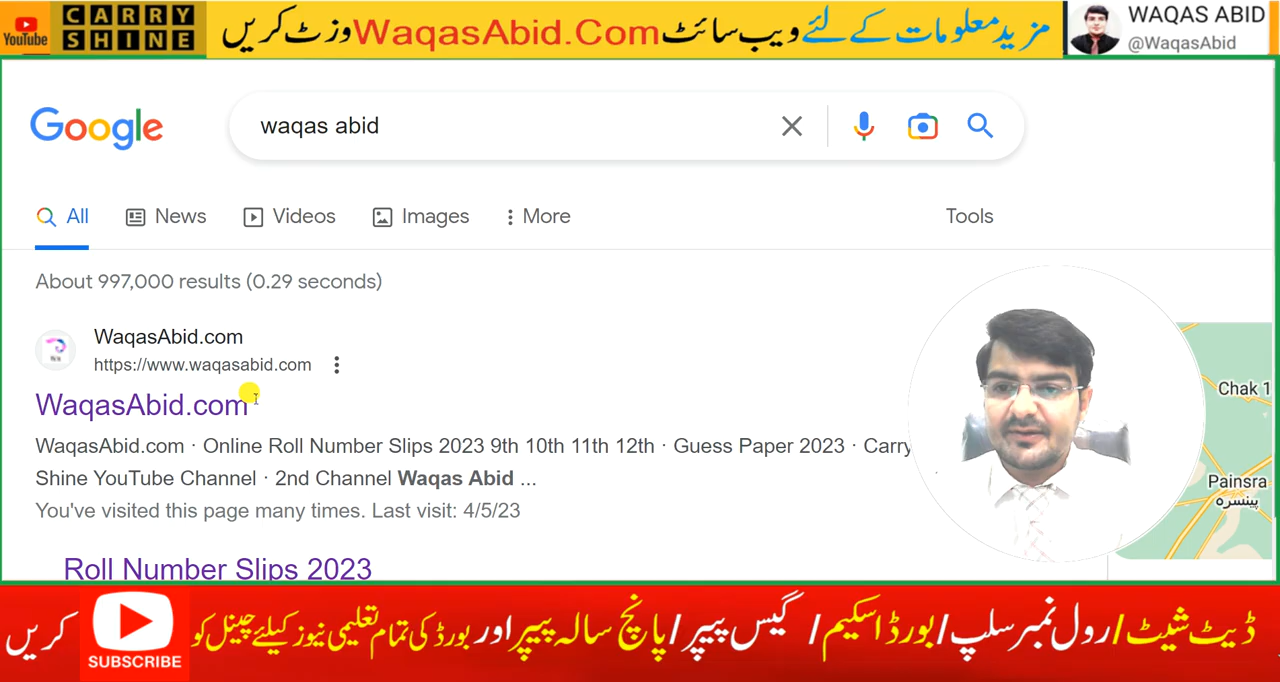 YouTube
CARRY
SHINE
مزید معلومات کے لئے ویب سائٹ WaqasAbid.Com وزٹ کریں
WAQAS ABID
@WaqasAbid
Google
waqas abid
All News Videos Images More Tools
About 997,000 results (0.29 seconds)
WaqasAbid.com
https://www.waqasabid.com
WaqasAbid.com
WaqasAbid.com · Online Roll Number Slips 2023 9th 10th 11th 12th · Guess Paper 2023 · Carry
Shine YouTube Channel · 2nd Channel Waqas Abid ...
You've visited this page many times. Last visit: 4/5/23
Roll Number Slips 2023
Chak 1
Painsra
پینسرہ
ڈیٹ شیٹ/رول نمبر سلپ/بورڈ اسکیم/ گیس پیپر/پانچ سالہ پیپر اور بورڈ کی تمام تعلیمی نیوز کیلئے چینل کو SUBSCRIBE کریں